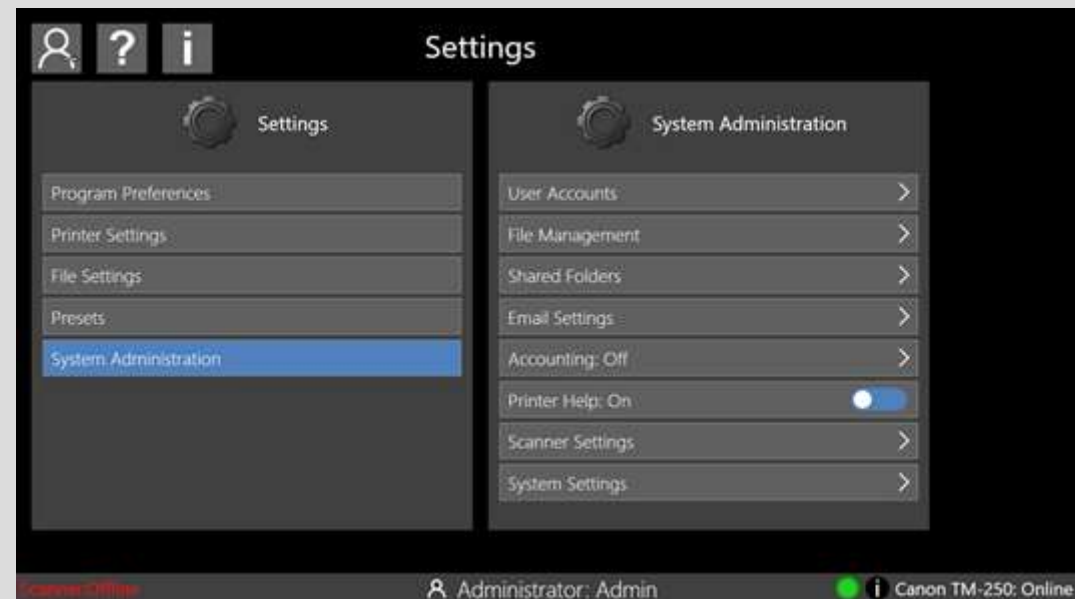 ? i Settings
Settings
Program Preferences
Printer Settings
File Settings
Presets
System Administration
System Administration
User Accounts
File Management
Shared Folders
Email Settings
Accounting: Off
Printer Help: On
Scanner Settings
System Settings
Scanner:Offline
Administrator: Admin
i Canon TM-250: Online